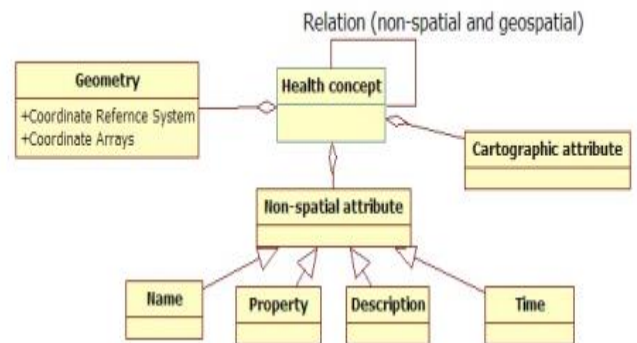 Relation (non-spatial and geospatial)
Geometry
+Coordinate Refernce System
+Coordinate Arrays
Health concept
Cartographic attribute
Non-spatial attribute
Name
Property
Description
Time